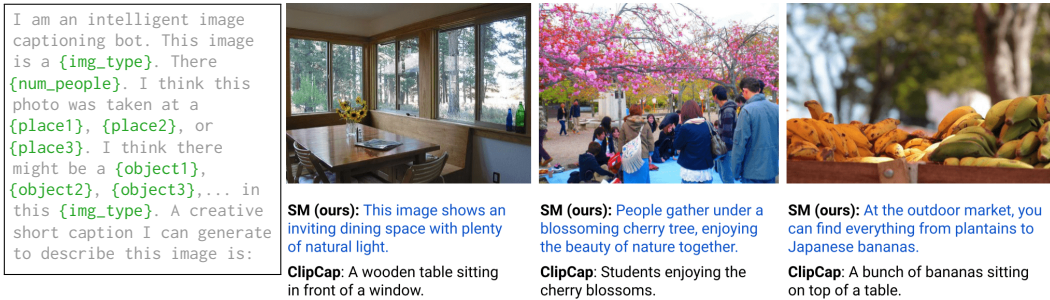 I am an intelligent image
captioning bot. This image
is a {img_type}. There
{num_people}. I think this
photo was taken at a
{place1}, {place2}, or
{place3}. I think there
might be a {object1},
{object2}, {object3},... in
this {img_type}. A creative
short caption I can generate
to describe this image is:
SM (ours): This image shows an
inviting dining space with plenty
of natural light.
ClipCap: A wooden table sitting
in front of a window.
SM (ours): People gather under a
blossoming cherry tree, enjoying
the beauty of nature together.
ClipCap: Students enjoying the
cherry blossoms.
SM (ours): At the outdoor market, you
can find everything from plantains to
Japanese bananas.
ClipCap: A bunch of bananas sitting
on top of a table.